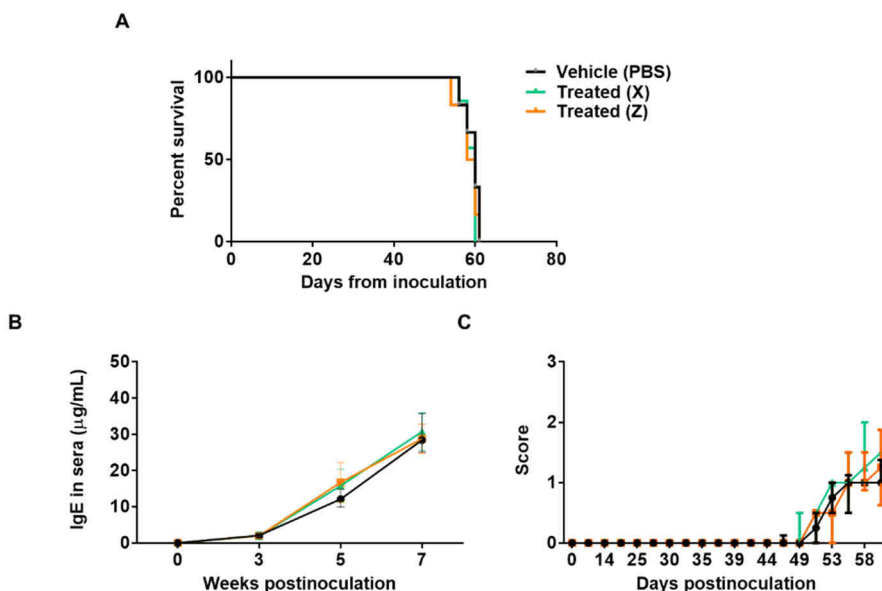 A
100
50
0
Percent survival
0 20 40 60 80
Days from inoculation
Vehicle (PBS)
Treated (X)
Treated (Z)
B
50
40
30
20
10
0
IgE in sera (µg/mL)
0 3 5 7
Weeks postinoculation
C
3
2
1
0
Score
0 14 25 30 35 39 44 49 53 58
Days postinoculation